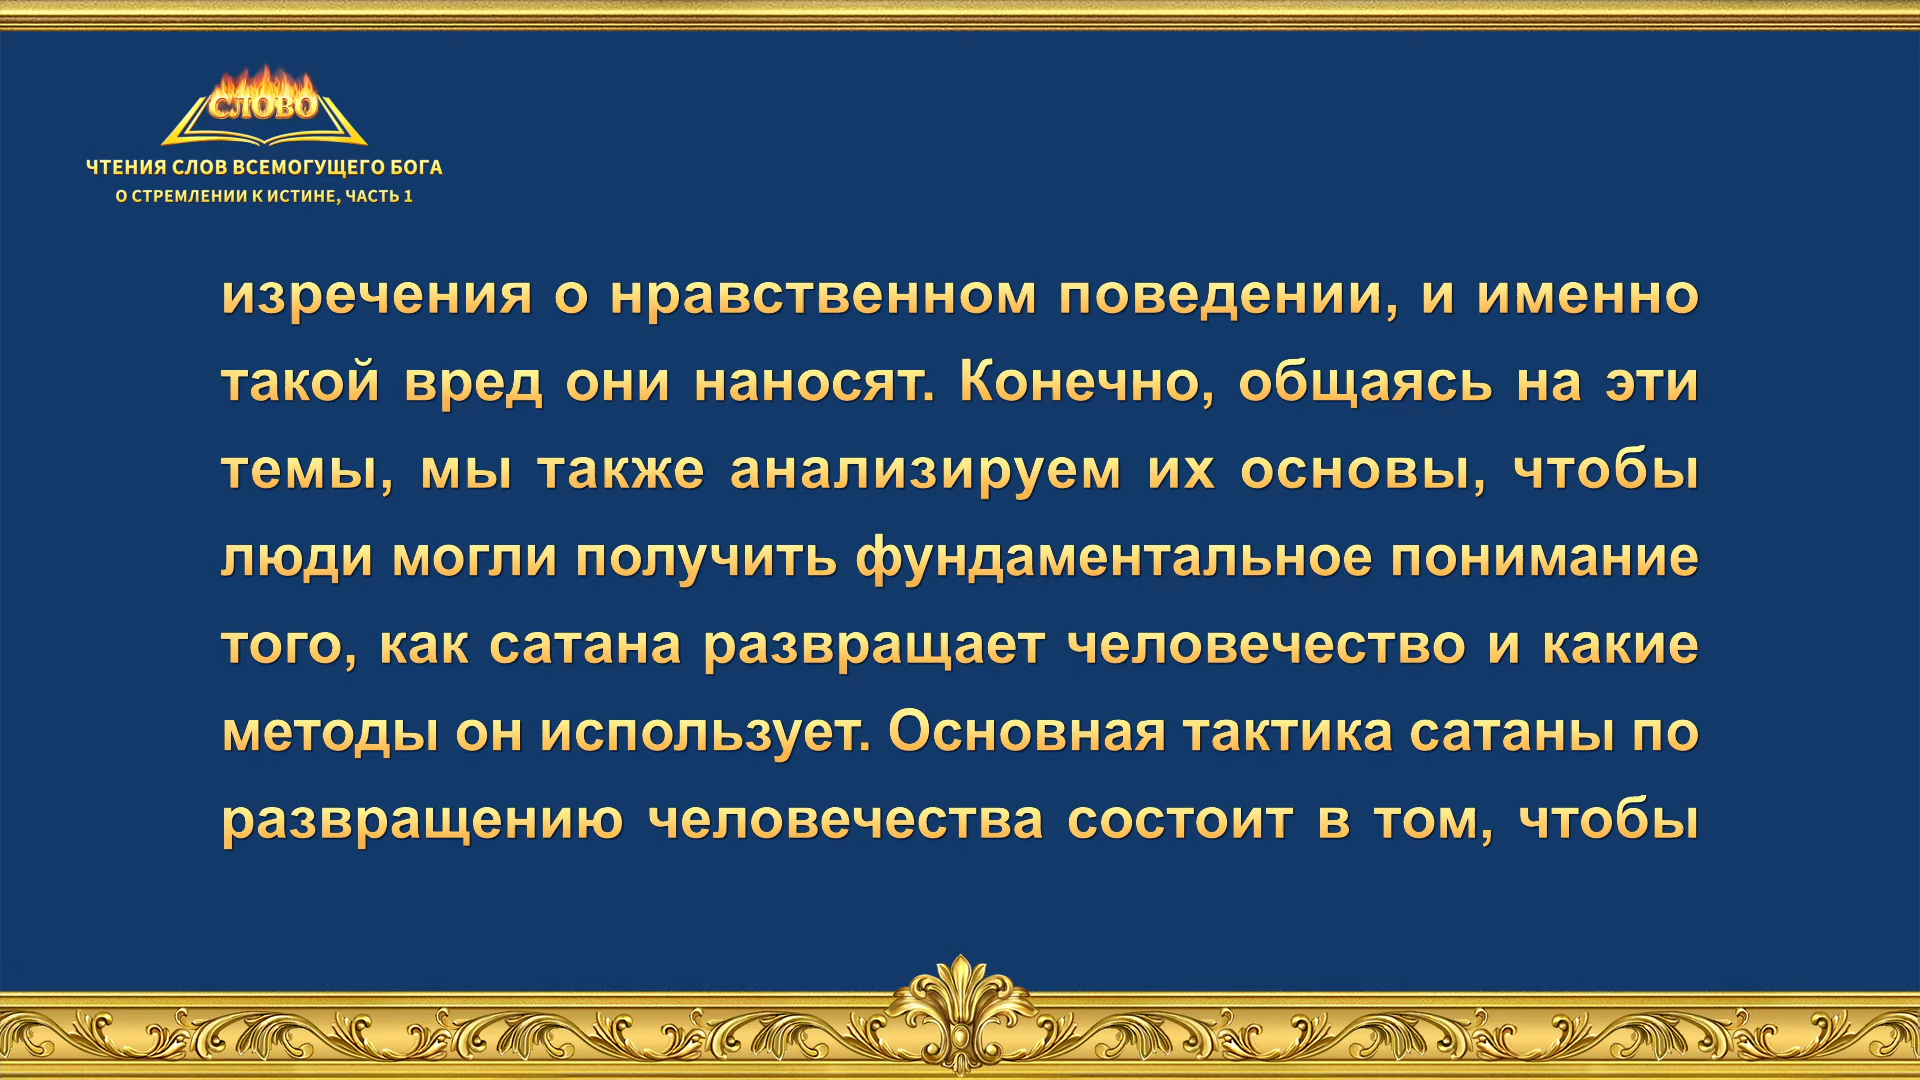 СЛОВО
ЧТЕНИЯ СЛОВ ВСЕМОГУЩЕГО БОГА
О СТРЕМЛЕНИИ К ИСТИНЕ, ЧАСТЬ 1
изречения о нравственном поведении, и именно
такой вред они наносят. Конечно, общаясь на эти
темы, мы также анализируем их основы, чтобы
люди могли получить фундаментальное понимание
того, как сатана развращает человечество и какие
методы он использует. Основная тактика сатаны по
развращению человечества состоит в том, чтобы